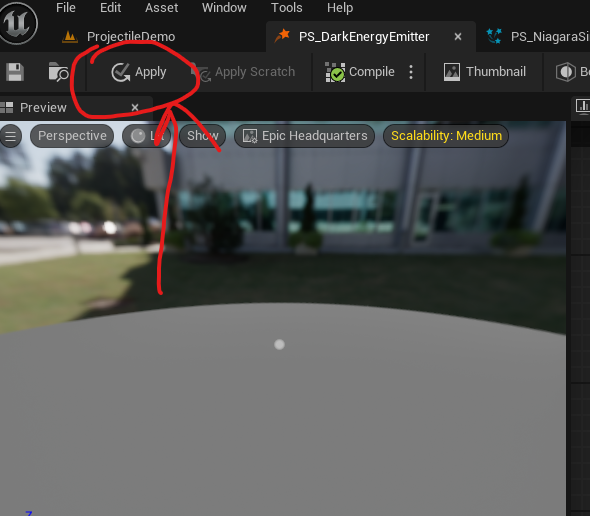 File Edit Asset Window Tools Help
ProjectileDemo PS_DarkEnergyEmitter × PS_NiagaraSi
Apply Apply Scratch Compile Thumbnail Bo
Preview ×
Perspective Show Epic Headquarters Scalability: Medium
Z